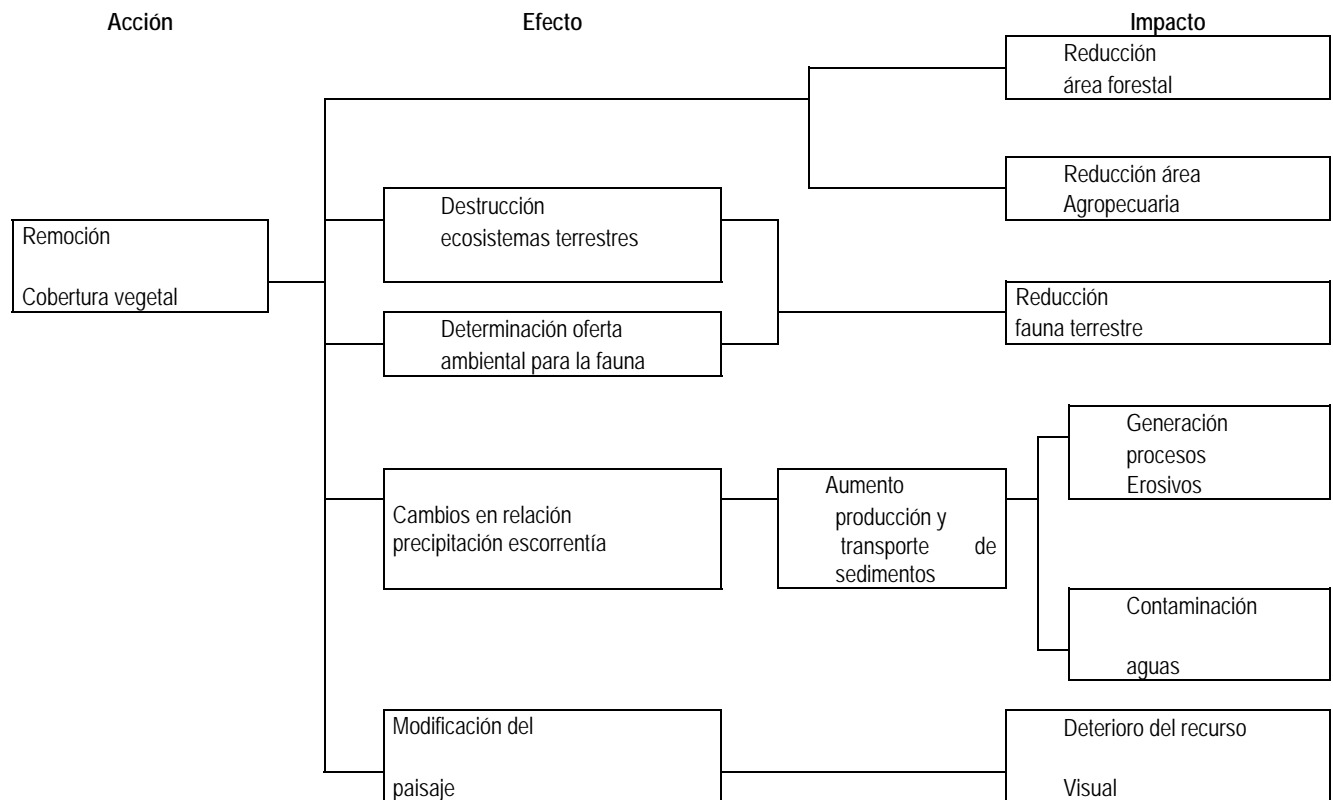 Acción
Efecto
Impacto
Reducción
área forestal
Reducción área
Agropecuaria
Destrucción
ecosistemas terrestres
Remoción
Cobertura vegetal
Reducción
fauna terrestre
Determinación oferta
ambiental para la fauna
Generación
procesos
Erosivos
Cambios en relación
precipitación escorrentía
Aumento
producción y
transporte de
sedimentos
Contaminación
aguas
Modificación del
paisaje
Deterioro del recurso
Visual